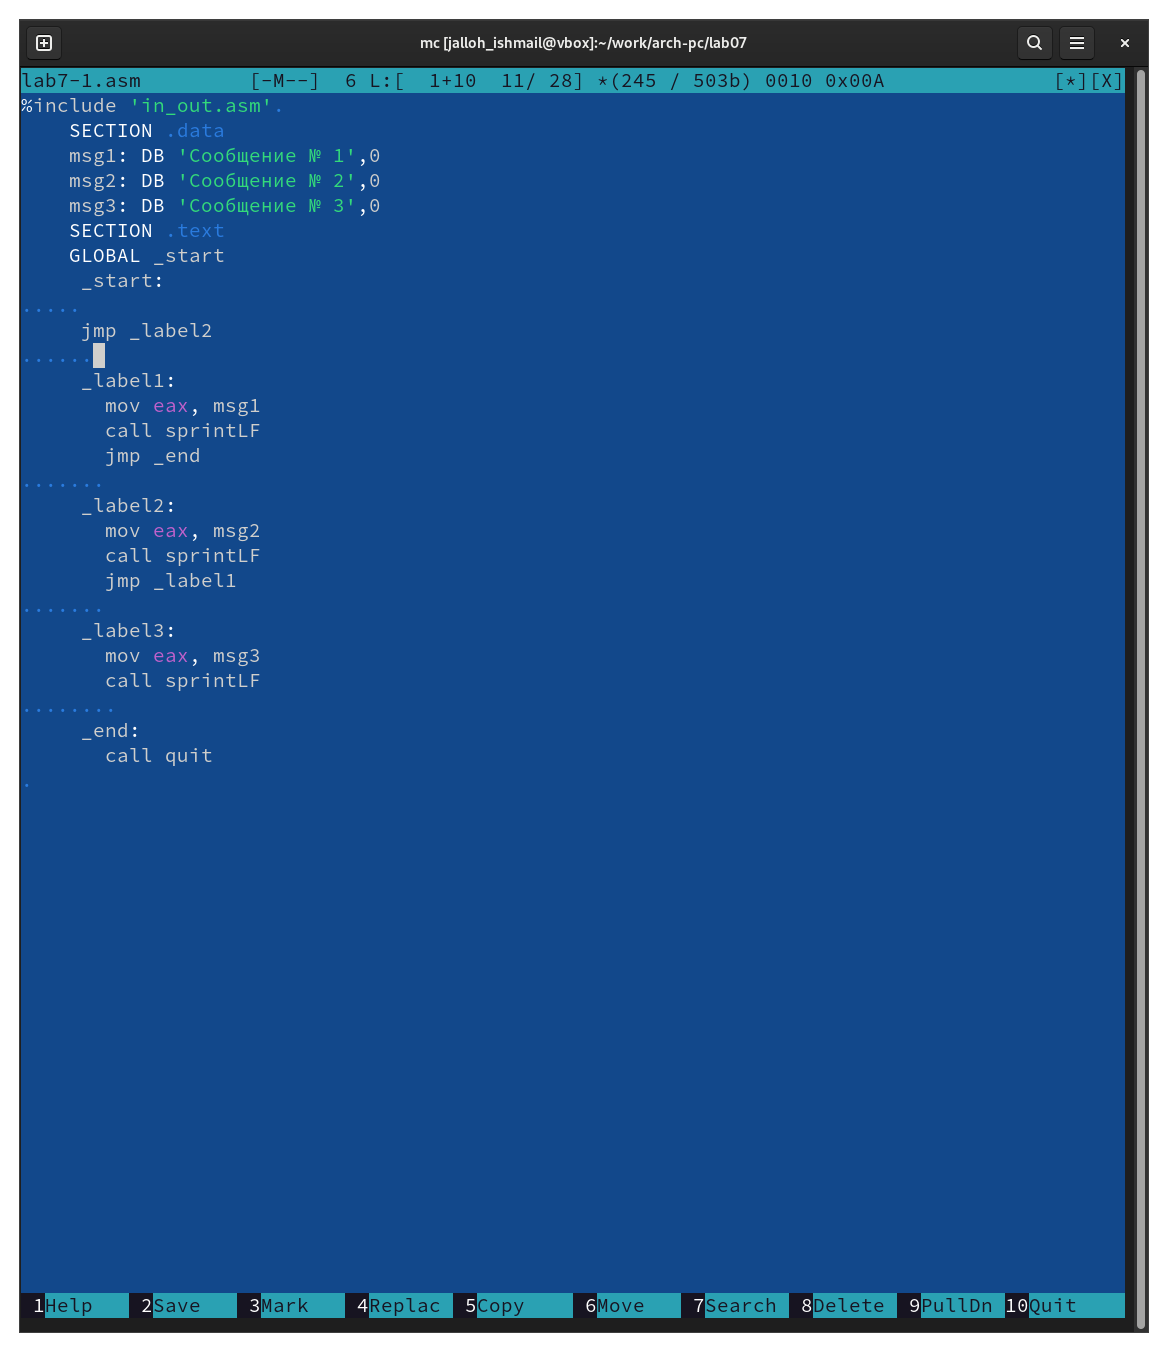 mc [jalloh_ishmail@vbox]:~/work/arch-pc/lab07
lab7-1.asm         [-M--]  6 L:[  1+10  11/ 28] *(245 / 503b) 0010 0x00A              [*][X]
%include 'in_out.asm'.
    SECTION .data
    msg1: DB 'Сообщение № 1',0
    msg2: DB 'Сообщение № 2',0
    msg3: DB 'Сообщение № 3',0
    SECTION .text
    GLOBAL _start
     _start:
.....
     jmp _label2
......
     _label1:
       mov eax, msg1
       call sprintLF
       jmp _end
.......
     _label2:
       mov eax, msg2
       call sprintLF
       jmp _label1
.......
     _label3:
       mov eax, msg3
       call sprintLF
........
     _end:
       call quit
.
 1Help    2Save    3Mark    4Replac  5Copy     6Move    7Search  8Delete  9PullDn 10Quit